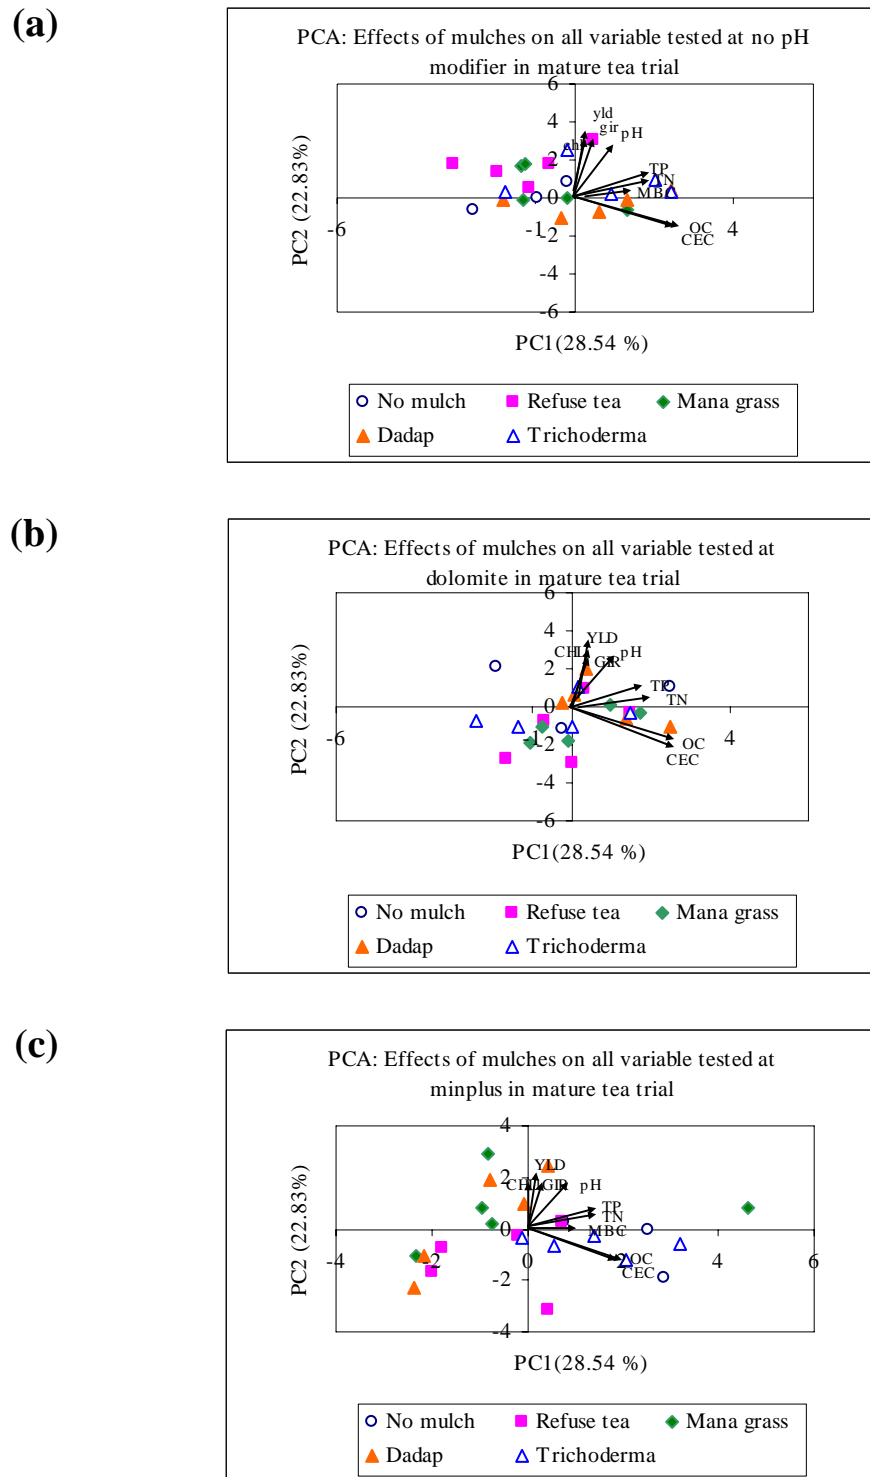 (a)
PCA: Effects of mulches on all variable tested at no pH
modifier in mature tea trial
6
yld
4
gir
pH
2
TP
TN
0
-6
-1
4
OC
-2
CEC
-4
-6
PC2 (22.83%)
PC1(28.54 %)
No mulch Refuse tea Mana grass
Dadap Trichoderma
(b)
PCA: Effects of mulches on all variable tested at
dolomite in mature tea trial
6
4
YLD
CHL
GIR
pH
2
TP
TN
0
-6
-1
4
OC
-2
CEC
-4
-6
PC2 (22.83%)
PC1(28.54 %)
No mulch Refuse tea Mana grass
Dadap Trichoderma
(c)
PCA: Effects of mulches on all variable tested at
minplus in mature tea trial
4
YLD
2
GIR pH
TP
TN
0
MBC
-4
-2
0
2
4
6
OC
CEC
-2
-4
PC2 (22.83%)
PC1(28.54 %)
No mulch Refuse tea Mana grass
Dadap Trichoderma